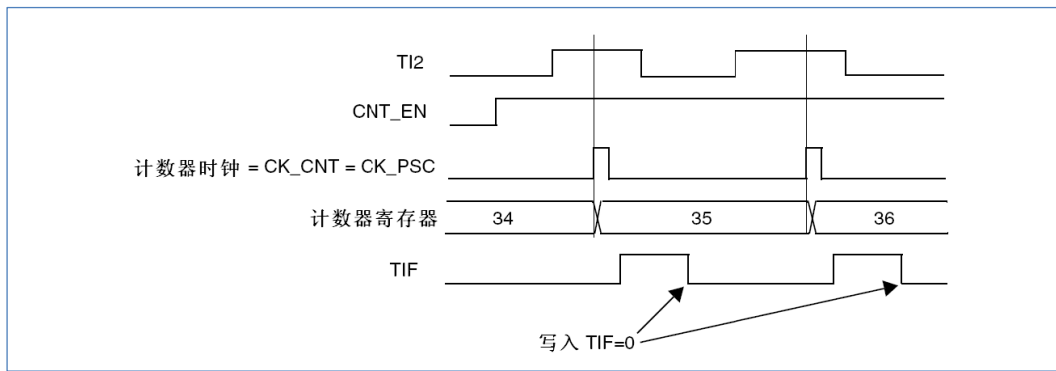 TI2
CNT_EN
计数器时钟 = CK_CNT = CK_PSC
计数器寄存器 34 35 36
TIF
写入 TIF=0